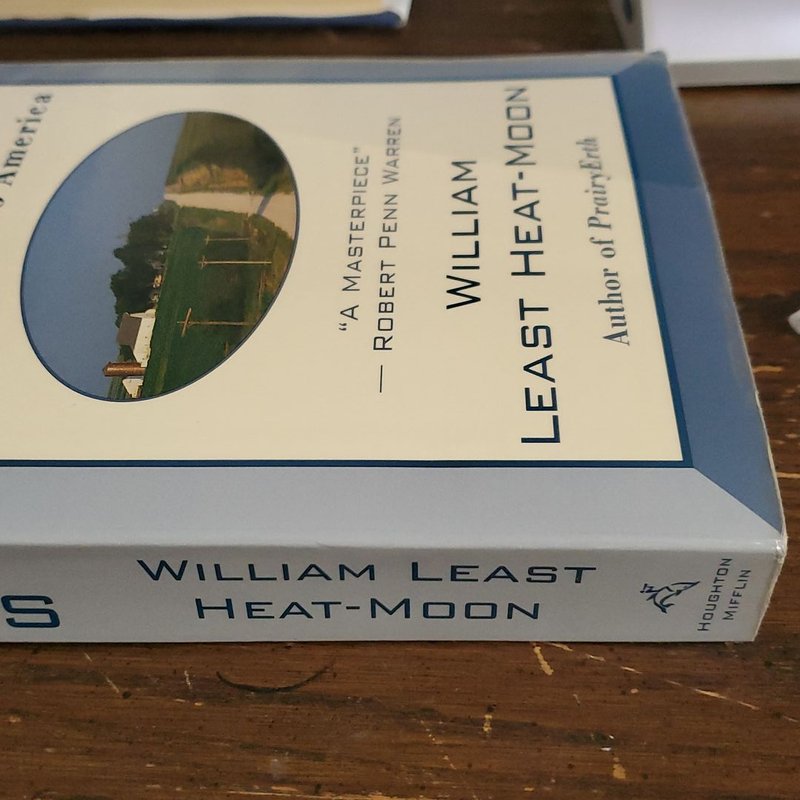 America
"A Masterpiece"
— Robert Penn Warren
William
Least Heat-Moon
Author of PrairyErth
S
William Least
Heat-Moon
Houghton
Mifflin